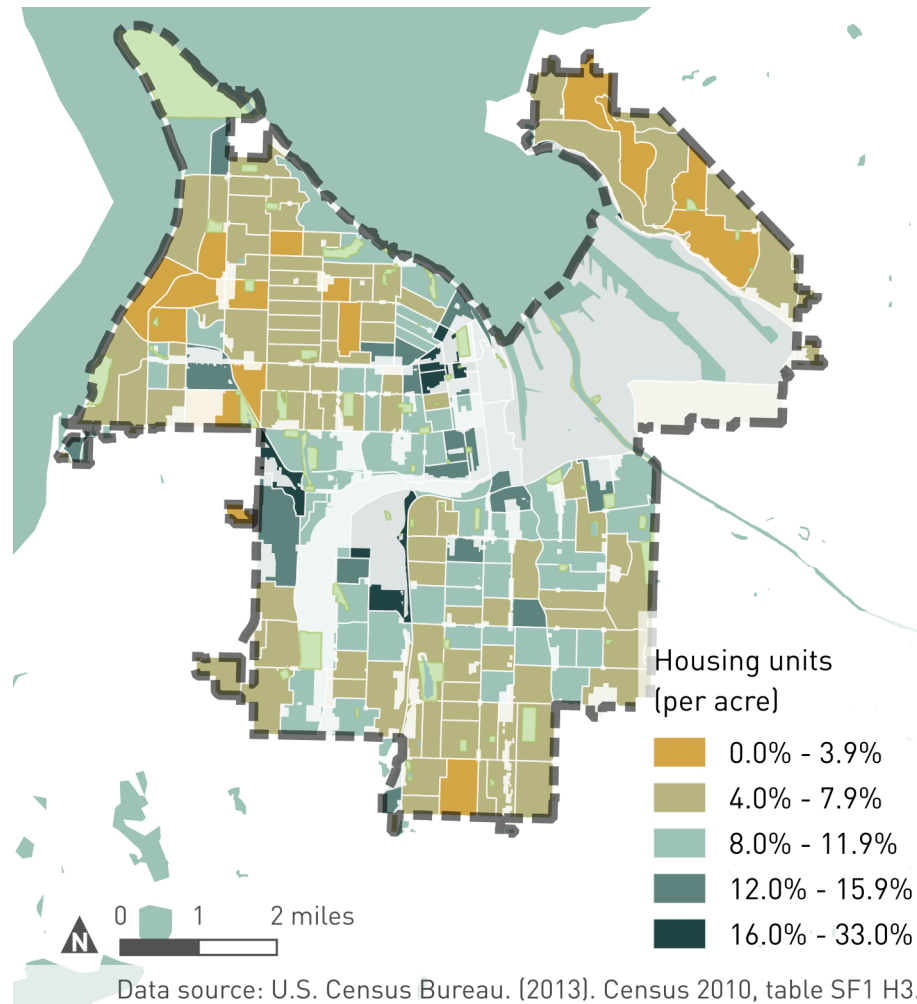 Housing units
(per acre)
0.0% - 3.9%
4.0% - 7.9%
8.0% - 11.9%
12.0% - 15.9%
16.0% - 33.0%
0 1 2 miles
N
Data source: U.S. Census Bureau. (2013). Census 2010, table SF1 H3.